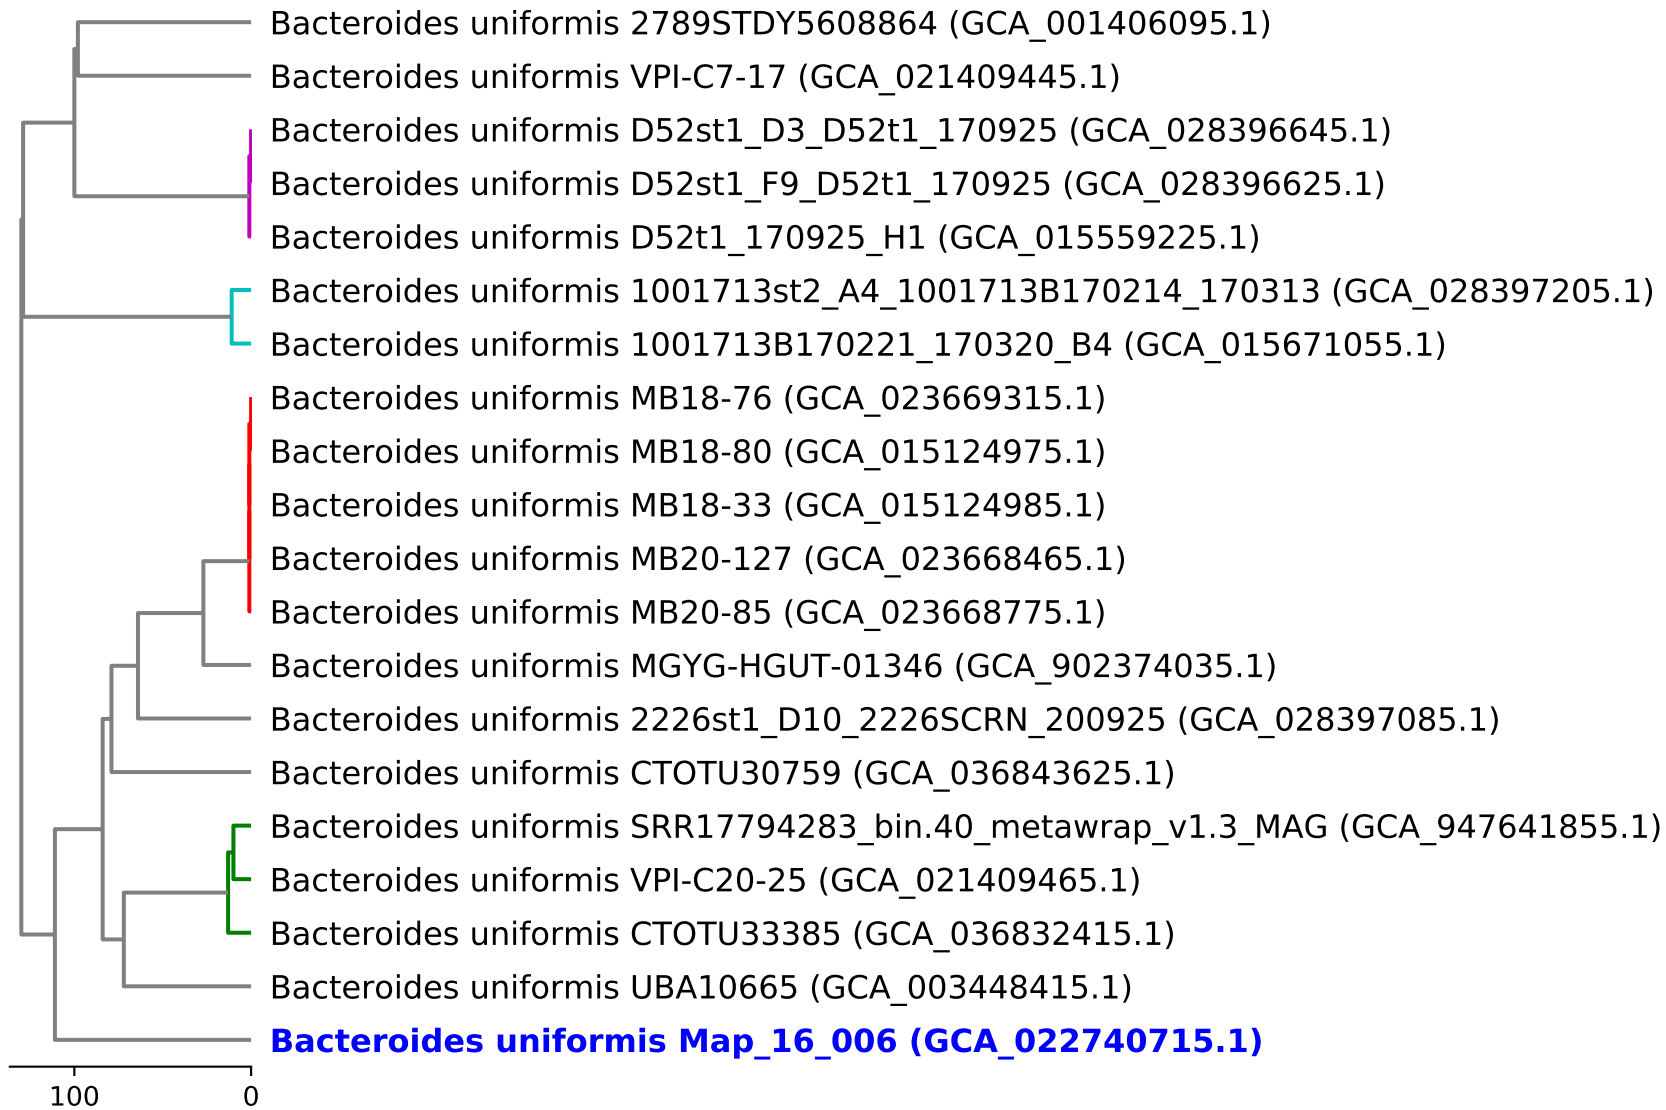 Bacteroides uniformis 2789STDY5608864 (GCA_001406095.1)
Bacteroides uniformis VPI-C7-17 (GCA_021409445.1)
Bacteroides uniformis D52st1_D3_D52t1_170925 (GCA_028396645.1)
Bacteroides uniformis D52st1_F9_D52t1_170925 (GCA_028396625.1)
Bacteroides uniformis D52t1_170925_H1 (GCA_015559225.1)
Bacteroides uniformis 1001713st2_A4_1001713B170214_170313 (GCA_028397205.1)
Bacteroides uniformis 1001713B170221_170320_B4 (GCA_015671055.1)
Bacteroides uniformis MB18-76 (GCA_023669315.1)
Bacteroides uniformis MB18-80 (GCA_015124975.1)
Bacteroides uniformis MB18-33 (GCA_015124985.1)
Bacteroides uniformis MB20-127 (GCA_023668465.1)
Bacteroides uniformis MB20-85 (GCA_023668775.1)
Bacteroides uniformis MGYG-HGUT-01346 (GCA_902374035.1)
Bacteroides uniformis 2226st1_D10_2226SCRN_200925 (GCA_028397085.1)
Bacteroides uniformis CTOTU30759 (GCA_036843625.1)
Bacteroides uniformis SRR17794283_bin.40_metawrap_v1.3_MAG (GCA_947641855.1)
Bacteroides uniformis VPI-C20-25 (GCA_021409465.1)
Bacteroides uniformis CTOTU33385 (GCA_036832415.1)
Bacteroides uniformis UBA10665 (GCA_003448415.1)
Bacteroides uniformis Map_16_006 (GCA_022740715.1)
100 0